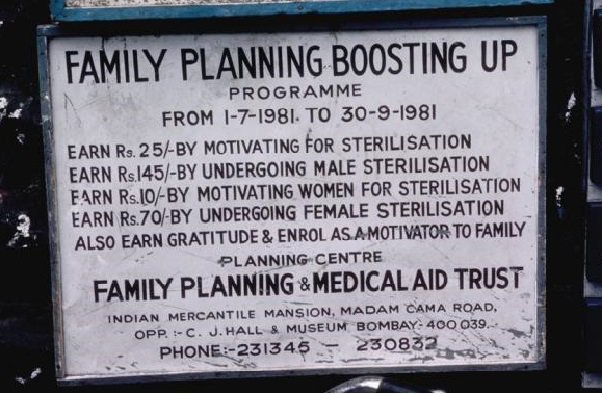 FAMILY PLANNING BOOSTING UP
PROGRAMME
FROM 1-7-1981. TO 30-9-1981
EARN Rs.25/-BY MOTIVATING FOR STERILISATION
EARN Rs.145/-BY UNDERGOING MALE STERILISATION
EARN Rs.10/-BY MOTIVATING WOMEN FOR STERILISATION
EARN Rs.70/-BY UNDERGOING FEMALE STERILISATION
ALSO EARN GRATITUDE & ENROL AS A MOTIVATOR TO FAMILY
PLANNING CENTRE
FAMILY PLANNING & MEDICAL AID TRUST
INDIAN MERCANTILE MANSION, MADAM CAMA ROAD,
OPP. :- C. J. HALL & MUSEUM BOMBAY-400 039.
PHONE:-231345 - 230832